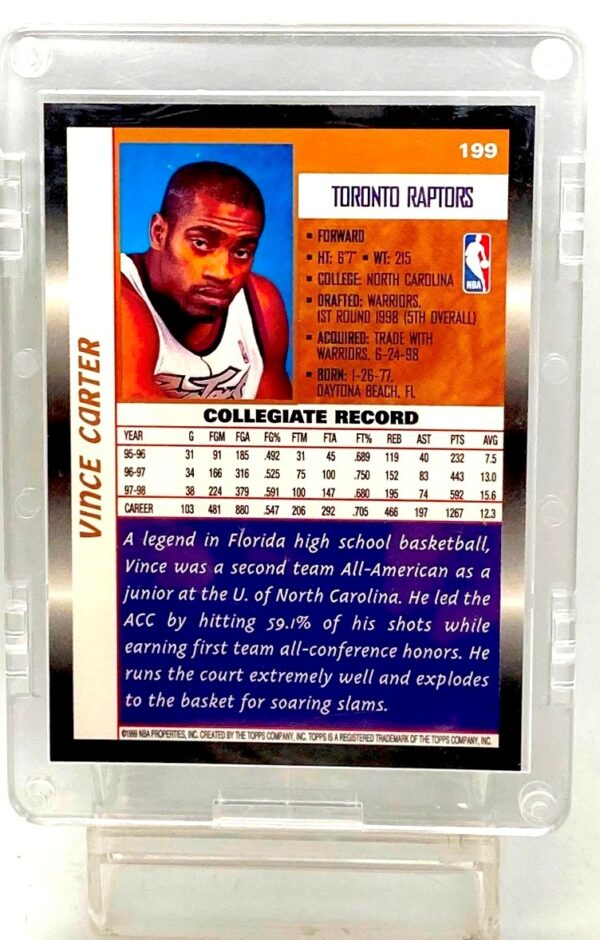 199
TORONTO RAPTORS
▪ FORWARD
▪ HT: 6'7" ▪ WT: 215
▪ COLLEGE: NORTH CAROLINA
▪ DRAFTED: WARRIORS,
1ST ROUND 1998 (5TH OVERALL)
▪ ACQUIRED: TRADE WITH
WARRIORS, 6-24-98
▪ BORN: 1-26-77,
DAYTONA BEACH, FL
NBA
VINCE CARTER
COLLEGIATE RECORD
YEAR G FGM FGA FG% FTM FTA FT% REB AST PTS AVG
95-96 31 91 185 .492 31 45 .689 119 40 232 7.5
96-97 34 166 316 .525 75 100 .750 152 83 443 13.0
97-98 38 224 379 .591 100 147 .680 195 74 592 15.6
CAREER 103 481 880 .547 206 292 .705 466 197 1267 12.3
A legend in Florida high school basketball,
Vince was a second team All-American as a
junior at the U. of North Carolina. He led the
ACC by hitting 59.1% of his shots while
earning first team all-conference honors. He
runs the court extremely well and explodes
to the basket for soaring slams.
©1999 NBA PROPERTIES, INC. CREATED BY THE TOPPS COMPANY, INC. TOPPS IS A REGISTERED TRADEMARK OF THE TOPPS COMPANY, INC.